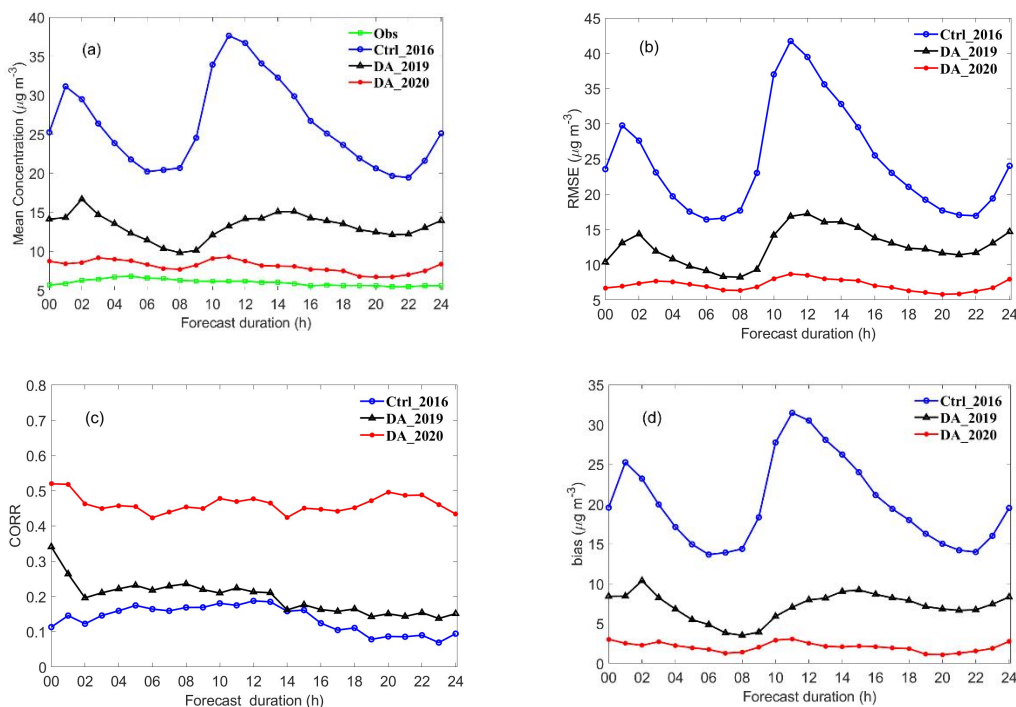 (a)
Obs
Ctrl_2016
DA_2019
DA_2020
Mean Concentration (μg m⁻³)
40
35
30
25
20
15
10
5
00 02 04 06 08 10 12 14 16 18 20 22 24
Forecast duration (h)
(b)
Ctrl_2016
DA_2019
DA_2020
RMSE (μg m⁻³)
45
40
35
30
25
20
15
10
5
00 02 04 06 08 10 12 14 16 18 20 22 24
Forecast duration (h)
(c)
Ctrl_2016
DA_2019
DA_2020
CORR
0.8
0.7
0.6
0.5
0.4
0.3
0.2
0.1
0
00 02 04 06 08 10 12 14 16 18 20 22 24
Forecast duration (h)
(d)
Ctrl_2016
DA_2019
DA_2020
bias (μg m⁻³)
35
30
25
20
15
10
5
0
00 02 04 06 08 10 12 14 16 18 20 22 24
Forecast duration (h)